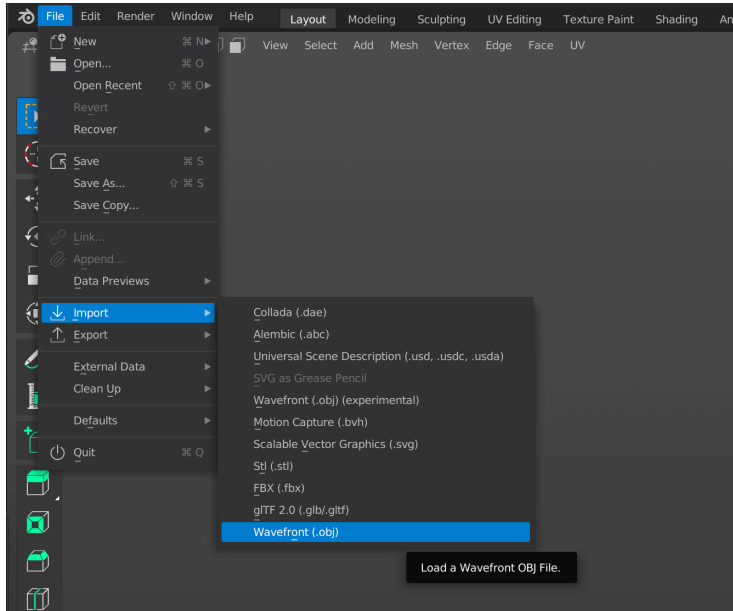 File Edit Render Window Help Layout Modeling Sculpting UV Editing Texture Paint Shading An
View Select Add Mesh Vertex Edge Face UV
New ⌘ N
Open... ⌘ O
Open Recent ⇧ ⌘ O
Revert
Recover
Save ⌘ S
Save As... ⇧ ⌘ S
Save Copy...
Link...
Append...
Data Previews
Import
Export
External Data
Clean Up
Defaults
Quit ⌘ Q
Collada (.dae)
Alembic (.abc)
Universal Scene Description (.usd, .usdc, .usda)
SVG as Grease Pencil
Wavefront (.obj) (experimental)
Motion Capture (.bvh)
Scalable Vector Graphics (.svg)
Stl (.stl)
FBX (.fbx)
glTF 2.0 (.glb/.gltf)
Wavefront (.obj)
Load a Wavefront OBJ File.